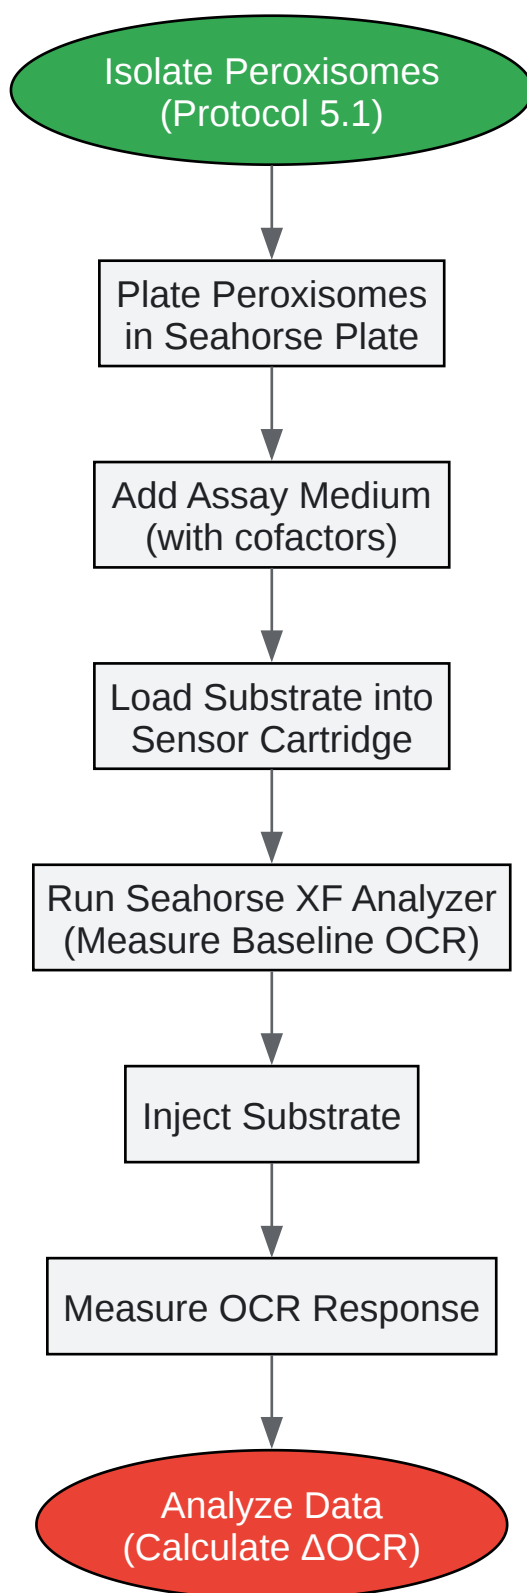 Isolate Peroxisomes
(Protocol 5.1)
Plate Peroxisomes
in Seahorse Plate
Add Assay Medium
(with cofactors)
Load Substrate into
Sensor Cartridge
Run Seahorse XF Analyzer
(Measure Baseline OCR)
Inject Substrate
Measure OCR Response
Analyze Data
(Calculate ΔOCR)